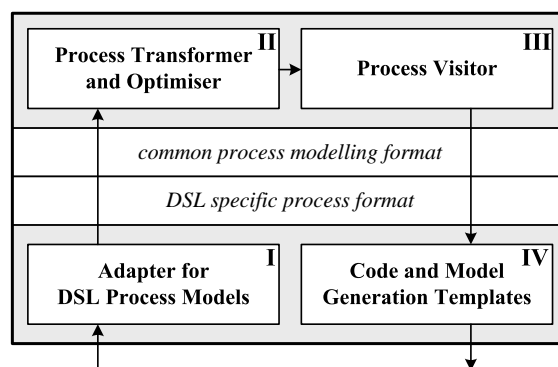 II
Process Transformer
and Optimiser
III
Process Visitor
common process modelling format
DSL specific process format
I
Adapter for
DSL Process Models
IV
Code and Model
Generation Templates